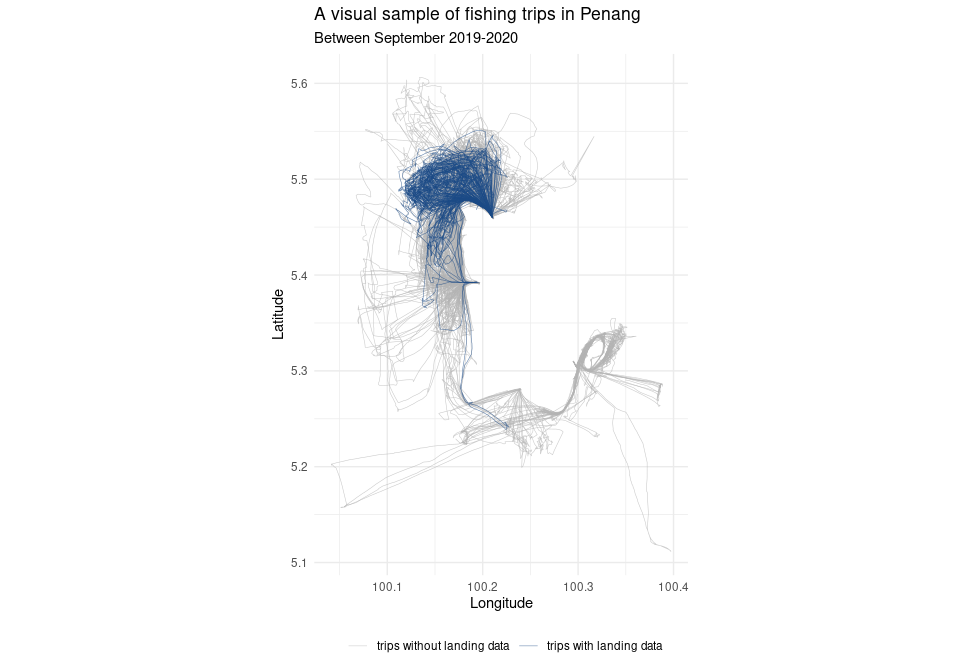 A visual sample of fishing trips in Penang
Between September 2019-2020
5.6
5.5
5.4
5.3
5.2
5.1
Latitude
100.1 100.2 100.3 100.4
Longitude
trips without landing data trips with landing data